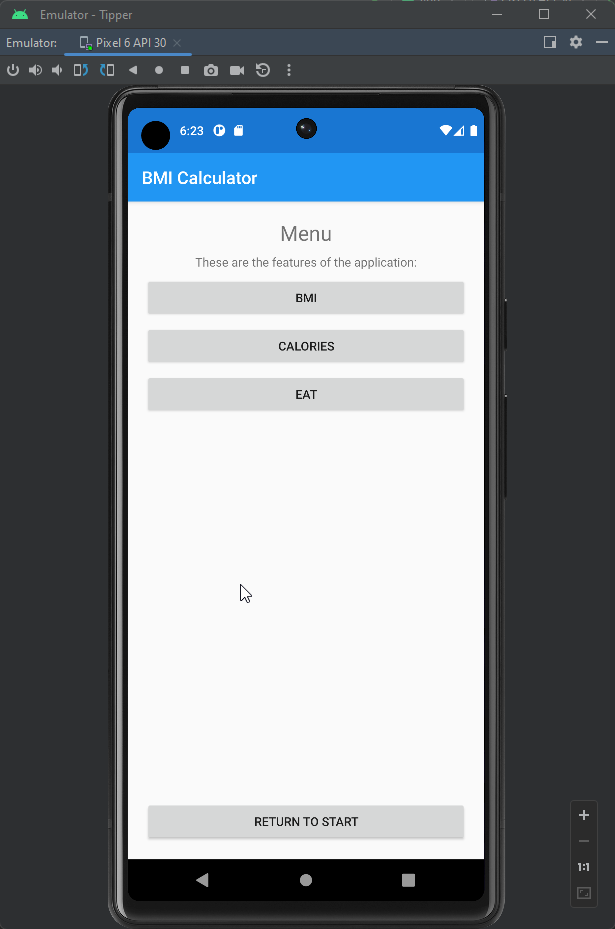 Emulator - Tipper
Emulator: Pixel 6 API 30
6:23
BMI Calculator
Menu
These are the features of the application:
BMI
CALORIES
EAT
RETURN TO START
1:1